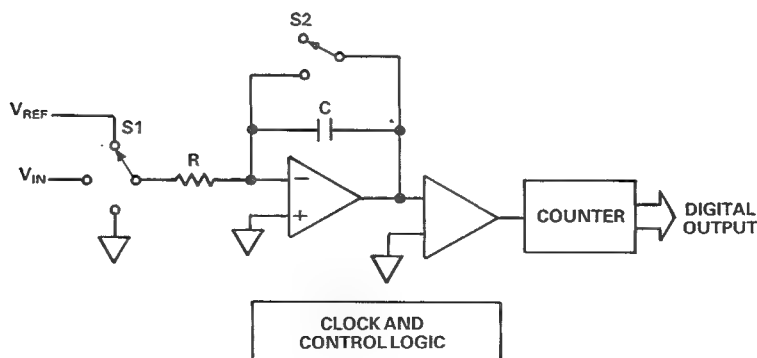 S2
C
V_REF
S1
R
V_IN
−
+
COUNTER
DIGITAL
OUTPUT
CLOCK AND
CONTROL LOGIC